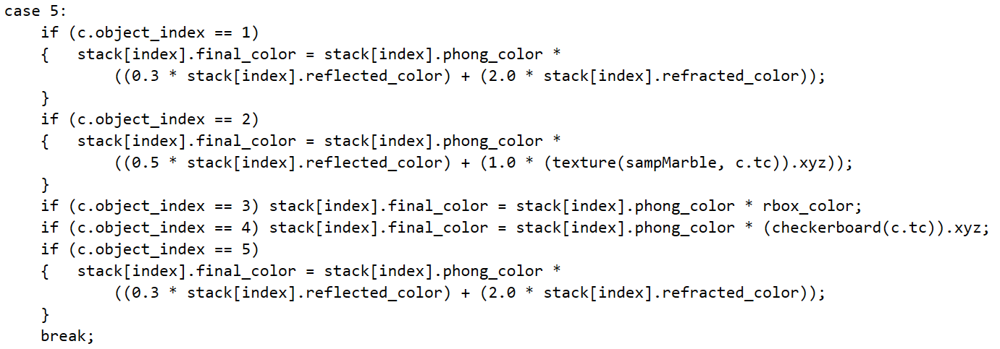 case 5:
    if (c.object_index == 1)
    {   stack[index].final_color = stack[index].phong_color *
            ((0.3 * stack[index].reflected_color) + (2.0 * stack[index].refracted_color));
    }
    if (c.object_index == 2)
    {   stack[index].final_color = stack[index].phong_color *
            ((0.5 * stack[index].reflected_color) + (1.0 * (texture(sampMarble, c.tc)).xyz));
    }
    if (c.object_index == 3) stack[index].final_color = stack[index].phong_color * rbox_color;
    if (c.object_index == 4) stack[index].final_color = stack[index].phong_color * (checkerboard(c.tc)).xyz;
    if (c.object_index == 5)
    {   stack[index].final_color = stack[index].phong_color *
            ((0.3 * stack[index].reflected_color) + (2.0 * stack[index].refracted_color));
    }
    break;